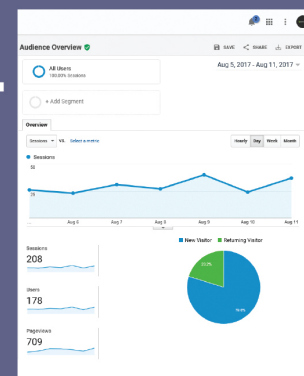 Audience Overview
SAVE
SHARE
EXPORT
All Users
100.00% Sessions
Aug 5, 2017 - Aug 11, 2017
+ Add Segment
Overview
Sessions VS. Select a metric
Hourly Day Week Month
Sessions
50
25
... Aug 6 Aug 7 Aug 8 Aug 9 Aug 10 Aug 11
New Visitor Returning Visitor
Sessions
208
Users
178
Pageviews
709